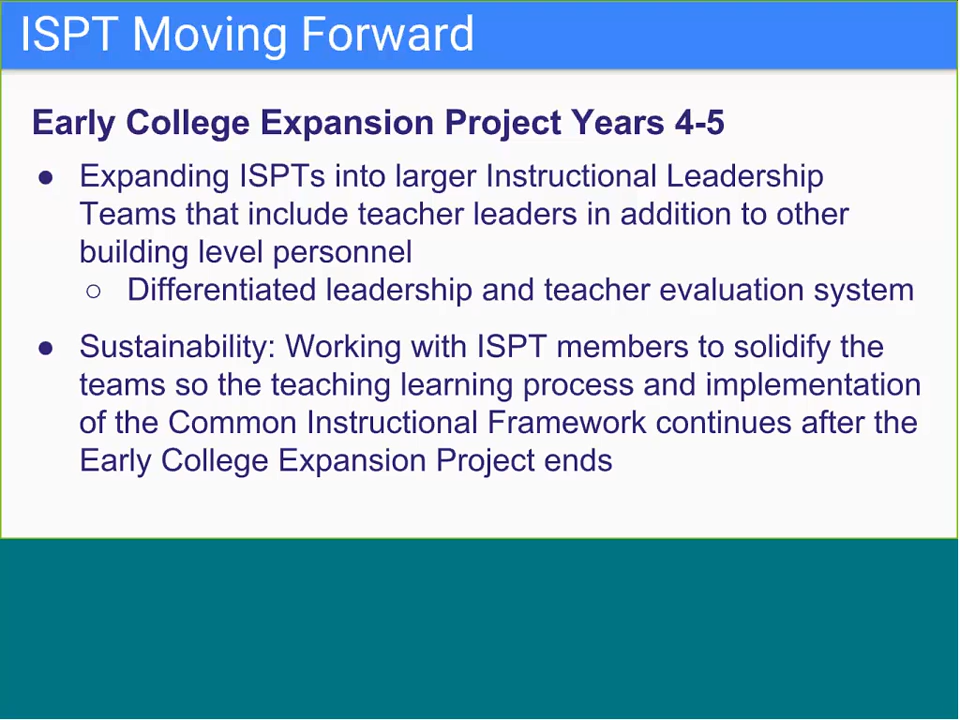 ISPT Moving Forward
Early College Expansion Project Years 4-5
● Expanding ISPTs into larger Instructional Leadership
Teams that include teacher leaders in addition to other
building level personnel
○ Differentiated leadership and teacher evaluation system
● Sustainability: Working with ISPT members to solidify the
teams so the teaching learning process and implementation
of the Common Instructional Framework continues after the
Early College Expansion Project ends